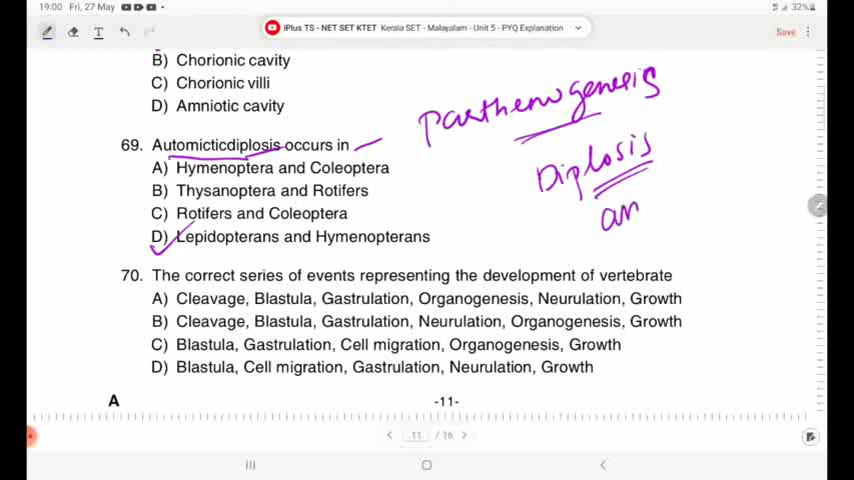 19:00 Fri, 27 May
32%
iPlus TS - NET SET KTET Kerala SET - Malayalam - Unit 5 - PYQ Explanation
Save
B) Chorionic cavity
C) Chorionic villi
D) Amniotic cavity
Parthenogenesis
69. Automicticdiplosis occurs in
A) Hymenoptera and Coleoptera
B) Thysanoptera and Rotifers
C) Rotifers and Coleoptera
D) Lepidopterans and Hymenopterans
Diplosis
an
70. The correct series of events representing the development of vertebrate
A) Cleavage, Blastula, Gastrulation, Organogenesis, Neurulation, Growth
B) Cleavage, Blastula, Gastrulation, Neurulation, Organogenesis, Growth
C) Blastula, Gastrulation, Cell migration, Organogenesis, Growth
D) Blastula, Cell migration, Gastrulation, Neurulation, Growth
A
-11-
11 / 16